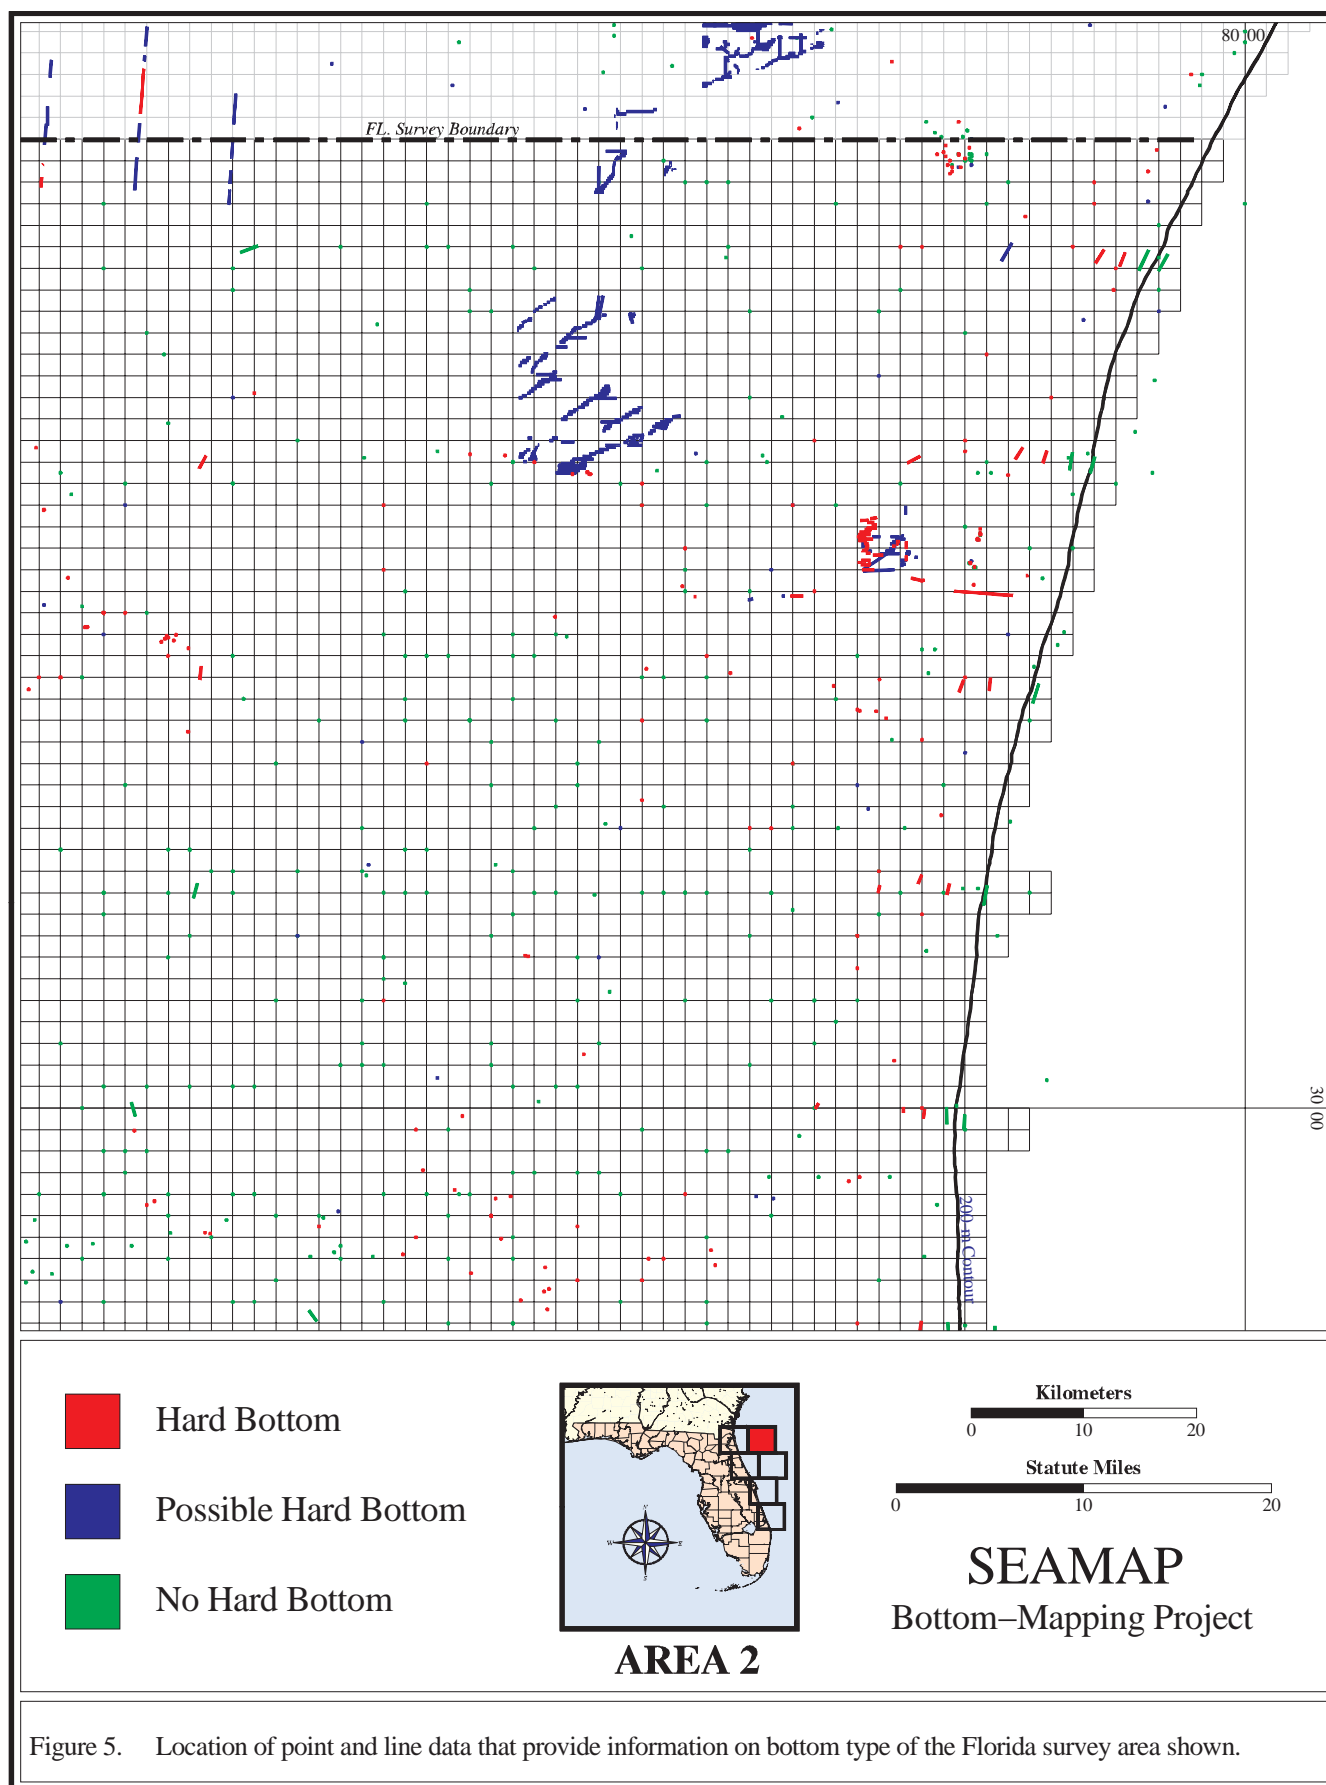 80 00
FL. Survey Boundary
30 00
200-m Contour
Hard Bottom
Possible Hard Bottom
No Hard Bottom
N
W
E
S
AREA 2
Kilometers
0 10 20
Statute Miles
0 10 20
SEAMAP
Bottom–Mapping Project
Figure 5. Location of point and line data that provide information on bottom type of the Florida survey area shown.